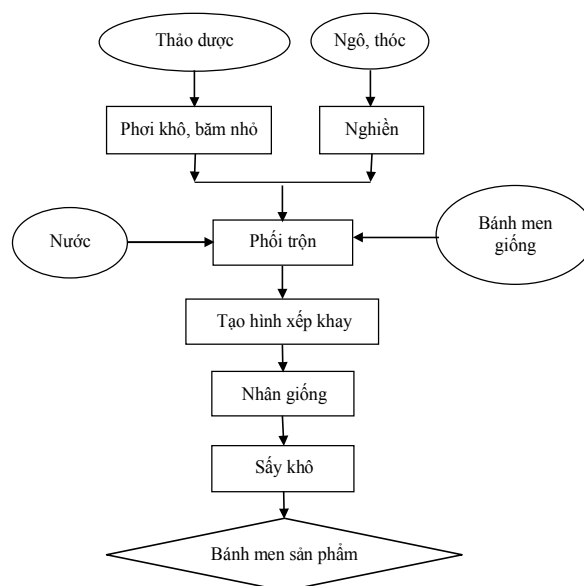 Thảo dược
Ngô, thóc
Phơi khô, băm nhỏ
Nghiền
Nước
Phối trộn
Bánh men
giống
Tạo hình xếp khay
Nhân giống
Sấy khô
Bánh men sản phẩm